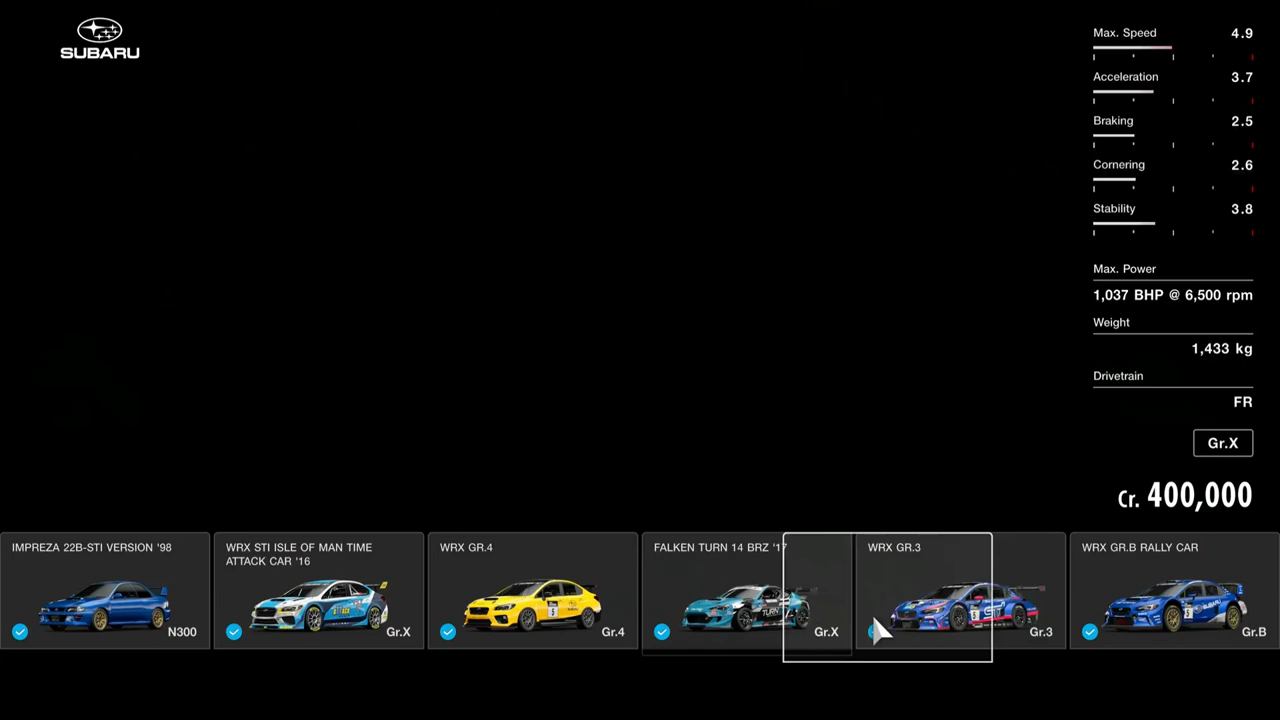 SUBARU
Max. Speed 4.9
Acceleration 3.7
Braking 2.5
Cornering 2.6
Stability 3.8
Max. Power
1,037 BHP @ 6,500 rpm
Weight
1,433 kg
Drivetrain
FR
Gr.X
Cr. 400,000
IMPREZA 22B-STI VERSION '98
N300
WRX STI ISLE OF MAN TIME
ATTACK CAR '16
Gr.X
WRX GR.4
Gr.4
FALKEN TURN 14 BRZ '17
Gr.X
WRX GR.3
Gr.3
WRX GR.B RALLY CAR
Gr.B